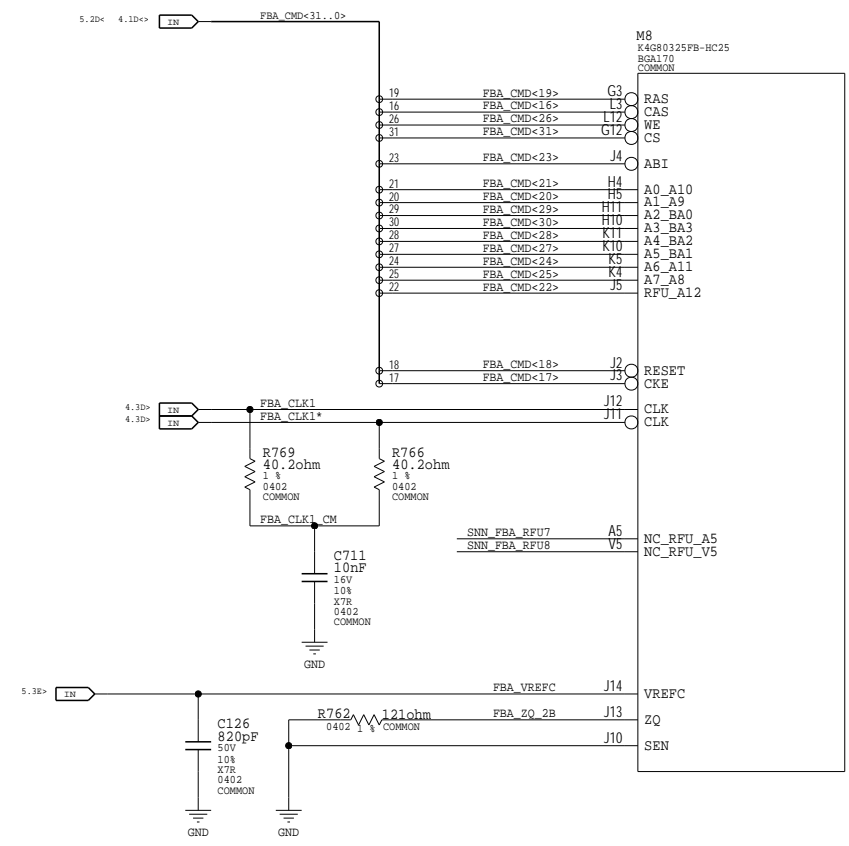 5.2D< 4.1D<> IN FBA_CMD<31..0>
M8
K4G80325FB-HC25
BGA170
COMMON
19 FBA_CMD<19> G3 RAS
16 FBA_CMD<16> L3 CAS
26 FBA_CMD<26> L12 WE
31 FBA_CMD<31> G12 CS
23 FBA_CMD<23> J4 ABI
21 FBA_CMD<21> H4 A0_A10
20 FBA_CMD<20> H5 A1_A9
29 FBA_CMD<29> H11 A2_BA0
30 FBA_CMD<30> H10 A3_BA3
28 FBA_CMD<28> K11 A4_BA2
27 FBA_CMD<27> K10 A5_BA1
24 FBA_CMD<24> K5 A6_A11
25 FBA_CMD<25> K4 A7_A8
22 FBA_CMD<22> J5 RFU_A12
18 FBA_CMD<18> J2 RESET
17 FBA_CMD<17> J3 CKE
4.3D> IN FBA_CLK1 J12 CLK
4.3D> IN FBA_CLK1* J11 CLK
R769
40.2ohm
1 %
0402
COMMON
R766
40.2ohm
1 %
0402
COMMON
FBA_CLK1_CM
SNN_FBA_RFU7 A5 NC_RFU_A5
SNN_FBA_RFU8 V5 NC_RFU_V5
C711
10nF
16V
10%
X7R
0402
COMMON
GND
5.3E> IN FBA_VREFC J14 VREFC
R762 121ohm FBA_ZQ_2B J13 ZQ
0402 1 % COMMON
J10 SEN
C126
820pF
50V
10%
X7R
0402
COMMON
GND
GND